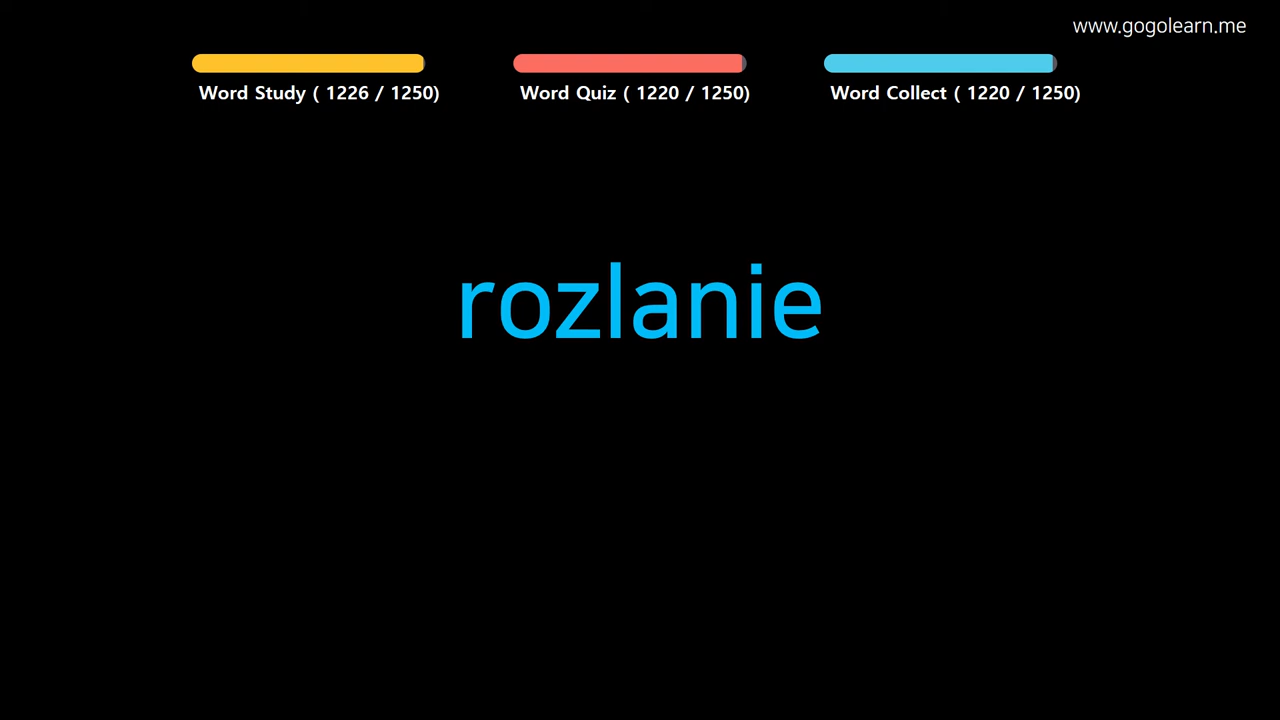 www.gogolearn.me
Word Study ( 1226 / 1250)
Word Quiz ( 1220 / 1250)
Word Collect ( 1220 / 1250)
rozlanie